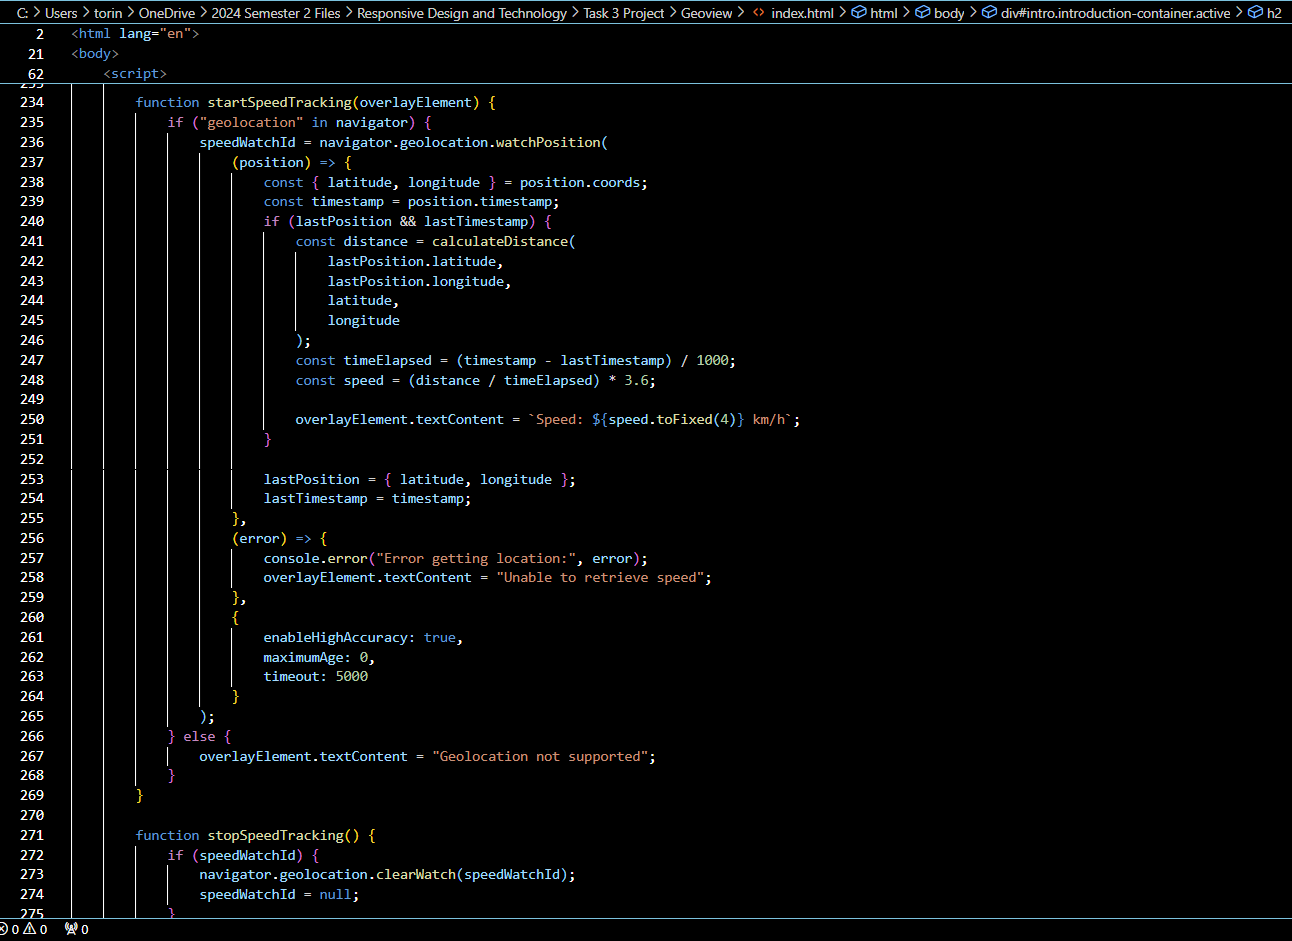 C: > Users > torin > OneDrive > 2024 Semester 2 Files > Responsive Design and Technology > Task 3 Project > Geoview > <> index.html > html > body > div#intro.introduction-container.active > h2
2 <html lang="en">
21 <body>
62 <script>
233
234 function startSpeedTracking(overlayElement) {
235 if ("geolocation" in navigator) {
236 speedWatchId = navigator.geolocation.watchPosition(
237 (position) => {
238 const { latitude, longitude } = position.coords;
239 const timestamp = position.timestamp;
240 if (lastPosition && lastTimestamp) {
241 const distance = calculateDistance(
242 lastPosition.latitude,
243 lastPosition.longitude,
244 latitude,
245 longitude
246 );
247 const timeElapsed = (timestamp - lastTimestamp) / 1000;
248 const speed = (distance / timeElapsed) * 3.6;
249
250 overlayElement.textContent = `Speed: ${speed.toFixed(4)} km/h`;
251 }
252
253 lastPosition = { latitude, longitude };
254 lastTimestamp = timestamp;
255 },
256 (error) => {
257 console.error("Error getting location:", error);
258 overlayElement.textContent = "Unable to retrieve speed";
259 },
260 {
261 enableHighAccuracy: true,
262 maximumAge: 0,
263 timeout: 5000
264 }
265 );
266 } else {
267 overlayElement.textContent = "Geolocation not supported";
268 }
269 }
270
271 function stopSpeedTracking() {
272 if (speedWatchId) {
273 navigator.geolocation.clearWatch(speedWatchId);
274 speedWatchId = null;
275 }
0 0 0